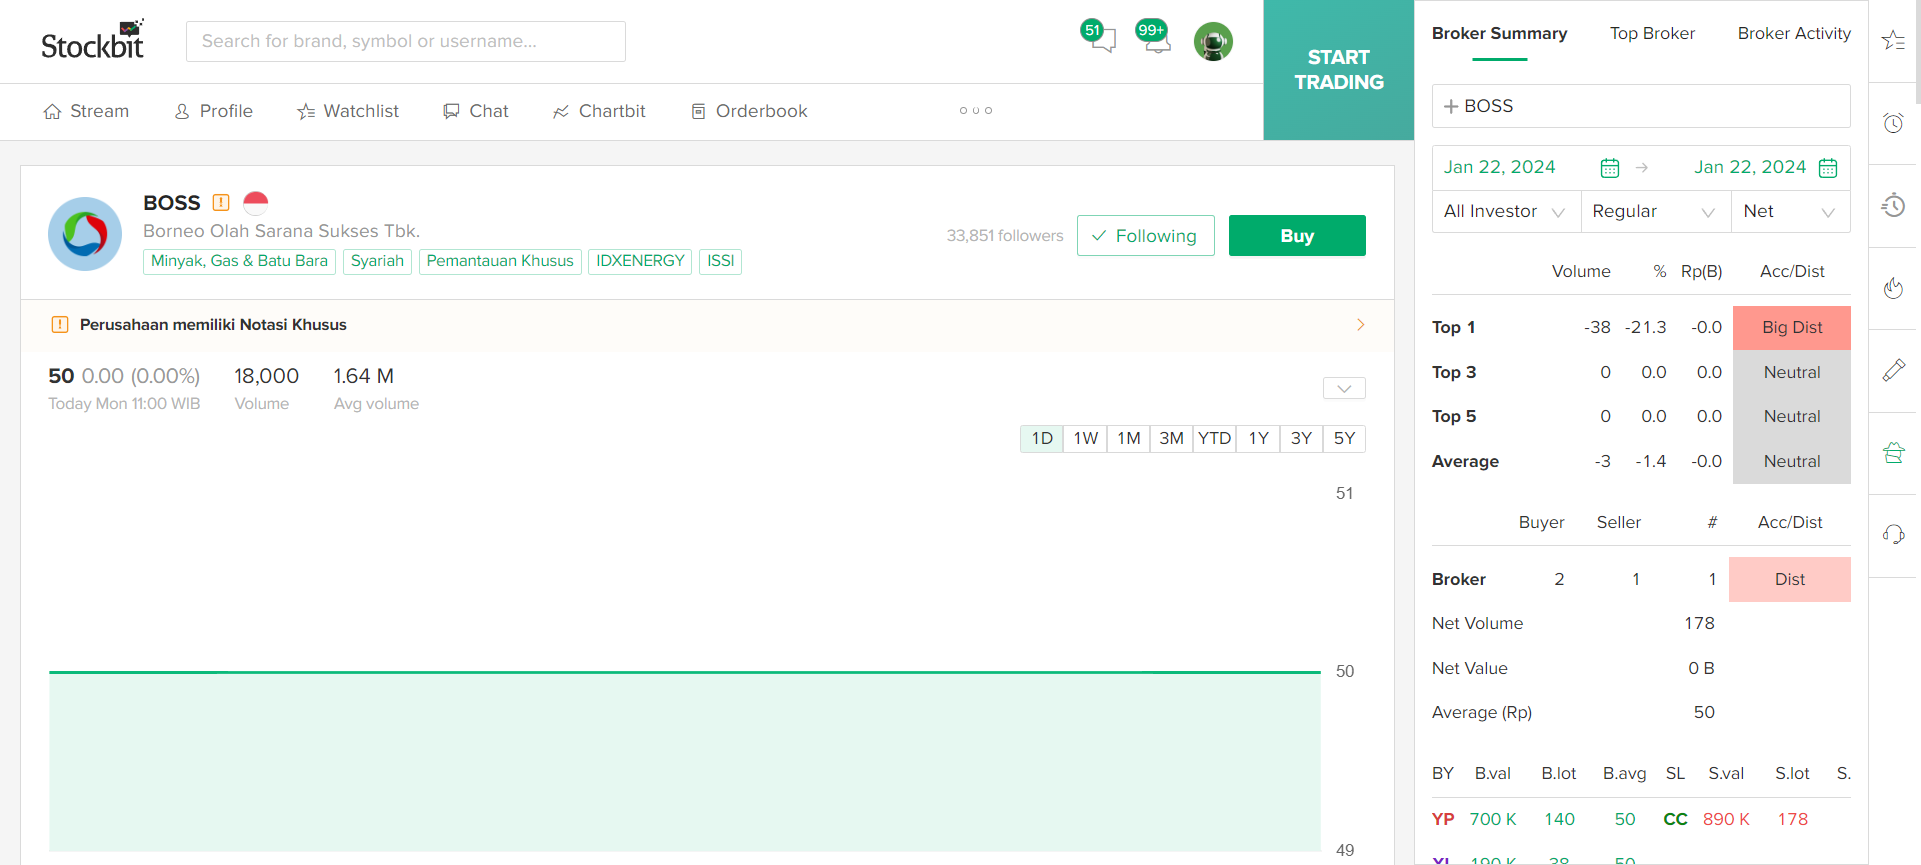 Stockbit
Search for brand, symbol or username...
51
99+
START
TRADING
Stream
Profile
Watchlist
Chat
Chartbit
Orderbook
BOSS
Borneo Olah Sarana Sukses Tbk.
Minyak, Gas & Batu Bara
Syariah
Pemantauan Khusus
IDXENERGY
ISSI
33,851 followers
Following
Buy
Perusahaan memiliki Notasi Khusus
50 0.00 (0.00%)
Today Mon 11:00 WIB
18,000
Volume
1.64 M
Avg volume
1D 1W 1M 3M YTD 1Y 3Y 5Y
51
50
49
Broker Summary Top Broker Broker Activity
BOSS
Jan 22, 2024 Jan 22, 2024
All Investor Regular Net
Volume % Rp(B) Acc/Dist
Top 1 -38 -21.3 -0.0 Big Dist
Top 3 0 0.0 0.0 Neutral
Top 5 0 0.0 0.0 Neutral
Average -3 -1.4 -0.0 Neutral
Buyer Seller # Acc/Dist
Broker 2 1 1 Dist
Net Volume 178
Net Value 0 B
Average (Rp) 50
BY B.val B.lot B.avg SL S.val S.lot S.
YP 700 K 140 50 CC 890 K 178
XL 190 K 38 50